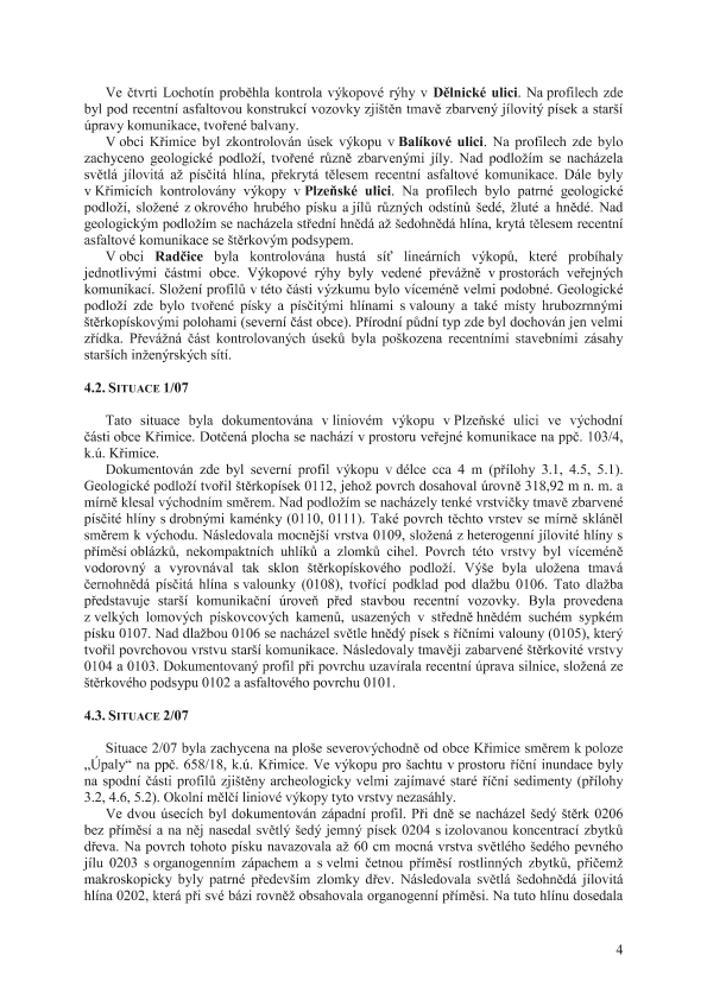 Ve čtvrti Lochotín proběhla kontrola výkopové rýhy v Dělnické ulici. Na profilech zde
byl pod recentní asfaltovou konstrukcí vozovky zjištěn tmavě zbarvený jílovitý písek a starší
úpravy komunikace, tvořené balvany.
V obci Křimice byl zkontrolován úsek výkopu v Balíkové ulici. Na profilech zde bylo
zachyceno geologické podloží, tvořené různě zbarvenými jíly. Nad podložím se nacházela
světlá jílovitá až písčitá hlína, překrytá tělesem recentní asfaltové komunikace. Dále byly
v Křimicích kontrolovány výkopy v Plzeňské ulici. Na profilech bylo patrné geologické
podloží, složené z okrového hrubého písku a jílů různých odstínů šedé, žluté a hnědé. Nad
geologickým podložím se nacházela střední hnědá až šedohnědá hlína, krytá tělesem recentní
asfaltové komunikace se štěrkovým podsypem.
V obci Radčice byla kontrolována hustá síť lineárních výkopů, které probíhaly
jednotlivými částmi obce. Výkopové rýhy byly vedené převážně v prostorách veřejných
komunikací. Složení profilů v této části výzkumu bylo víceméně velmi podobné. Geologické
podloží zde bylo tvořené písky a písčitými hlínami s valouny a také místy hrubozrnnými
štěrkopískovými polohami (severní část obce). Přírodní půdní typ zde byl dochován jen velmi
zřídka. Převážná část kontrolovaných úseků byla poškozena recentními stavebními zásahy
starších inženýrských sítí.
4.2. SITUACE 1/07
Tato situace byla dokumentována v liniovém výkopu v Plzeňské ulici ve východní
části obce Křimice. Dotčená plocha se nachází v prostoru veřejné komunikace na ppč. 103/4,
k.ú. Křimice.
Dokumentován zde byl severní profil výkopu v délce cca 4 m (přílohy 3.1, 4.5, 5.1).
Geologické podloží tvořil štěrkopísek 0112, jehož povrch dosahoval úrovně 318,92 m n. m. a
mírně klesal východním směrem. Nad podložím se nacházely tenké vrstvičky tmavě zbarvené
písčité hlíny s drobnými kaménky (0110, 0111). Také povrch těchto vrstev se mírně skláněl
směrem k východu. Následovala mocnější vrstva 0109, složená z heterogenní jílovité hlíny s
příměsí oblázků, nekompaktních uhlíků a zlomků cihel. Povrch této vrstvy byl víceméně
vodorovný a vyrovnával tak sklon štěrkopískového podloží. Výše byla uložena tmavá
černohnědá písčitá hlína s valounky (0108), tvořící podklad pod dlažbu 0106. Tato dlažba
představuje starší komunikační úroveň před stavbou recentní vozovky. Byla provedena
z velkých lomových pískovcových kamenů, usazených v středně hnědém suchém sypkém
písku 0107. Nad dlažbou 0106 se nacházel světle hnědý písek s říčními valouny (0105), který
tvořil povrchovou vrstvu starší komunikace. Následovaly tmavěji zabarvené štěrkovité vrstvy
0104 a 0103. Dokumentovaný profil při povrchu uzavírala recentní úprava silnice, složená ze
štěrkového podsypu 0102 a asfaltového povrchu 0101.
4.3. SITUACE 2/07
Situace 2/07 byla zachycena na ploše severovýchodně od obce Křimice směrem k poloze
„Úpaly“ na ppč. 658/18, k.ú. Křimice. Ve výkopu pro šachtu v prostoru říční inundace byly
na spodní části profilů zjištěny archeologicky velmi zajímavé staré říční sedimenty (přílohy
3.2, 4.6, 5.2). Okolní mělčí liniové výkopy tyto vrstvy nezasáhly.
Ve dvou úsecích byl dokumentován západní profil. Při dně se nacházel šedý štěrk 0206
bez příměsí a na něj nasedal světlý šedý jemný písek 0204 s izolovanou koncentrací zbytků
dřeva. Na povrch tohoto písku navazovala až 60 cm mocná vrstva světlého šedého pevného
jílu 0203 s organogenním zápachem a s velmi četnou příměsí rostlinných zbytků, přičemž
makroskopicky byly patrné především zlomky dřev. Následovala světlá šedohnědá jílovitá
hlína 0202, která při své bázi rovněž obsahovala organogenní příměsi. Na tuto hlínu dosedala
4